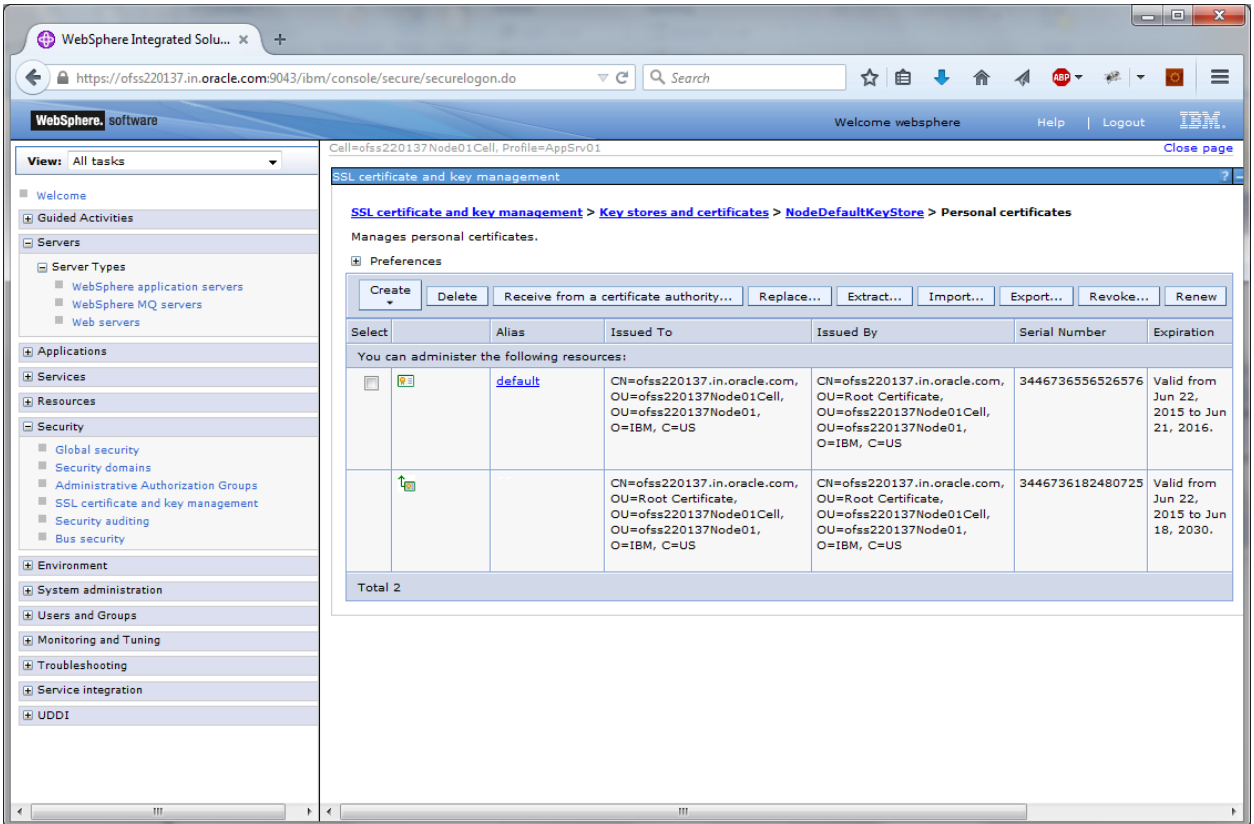 WebSphere Integrated Solu... × +
https://ofss220137.in.oracle.com:9043/ibm/console/secure/securelogon.do
Search
ABP
WebSphere. software
Welcome websphere
Help | Logout
IBM.
View: All tasks
Cell=ofss220137Node01Cell, Profile=AppSrv01
Close page
Welcome
Guided Activities
Servers
Server Types
WebSphere application servers
WebSphere MQ servers
Web servers
Applications
Services
Resources
Security
Global security
Security domains
Administrative Authorization Groups
SSL certificate and key management
Security auditing
Bus security
Environment
System administration
Users and Groups
Monitoring and Tuning
Troubleshooting
Service integration
UDDI
SSL certificate and key management
? -
SSL certificate and key management > Key stores and certificates > NodeDefaultKeyStore > Personal certificates
Manages personal certificates.
Preferences
Create
Delete
Receive from a certificate authority...
Replace...
Extract...
Import...
Export...
Revoke...
Renew
Select
Alias
Issued To
Issued By
Serial Number
Expiration
You can administer the following resources:
default
CN=ofss220137.in.oracle.com,
OU=ofss220137Node01Cell,
OU=ofss220137Node01,
O=IBM, C=US
CN=ofss220137.in.oracle.com,
OU=Root Certificate,
OU=ofss220137Node01Cell,
OU=ofss220137Node01,
O=IBM, C=US
3446736556526576
Valid from
Jun 22,
2015 to Jun
21, 2016.
CN=ofss220137.in.oracle.com,
OU=Root Certificate,
OU=ofss220137Node01Cell,
OU=ofss220137Node01,
O=IBM, C=US
CN=ofss220137.in.oracle.com,
OU=Root Certificate,
OU=ofss220137Node01Cell,
OU=ofss220137Node01,
O=IBM, C=US
3446736182480725
Valid from
Jun 22,
2015 to Jun
18, 2030.
Total 2